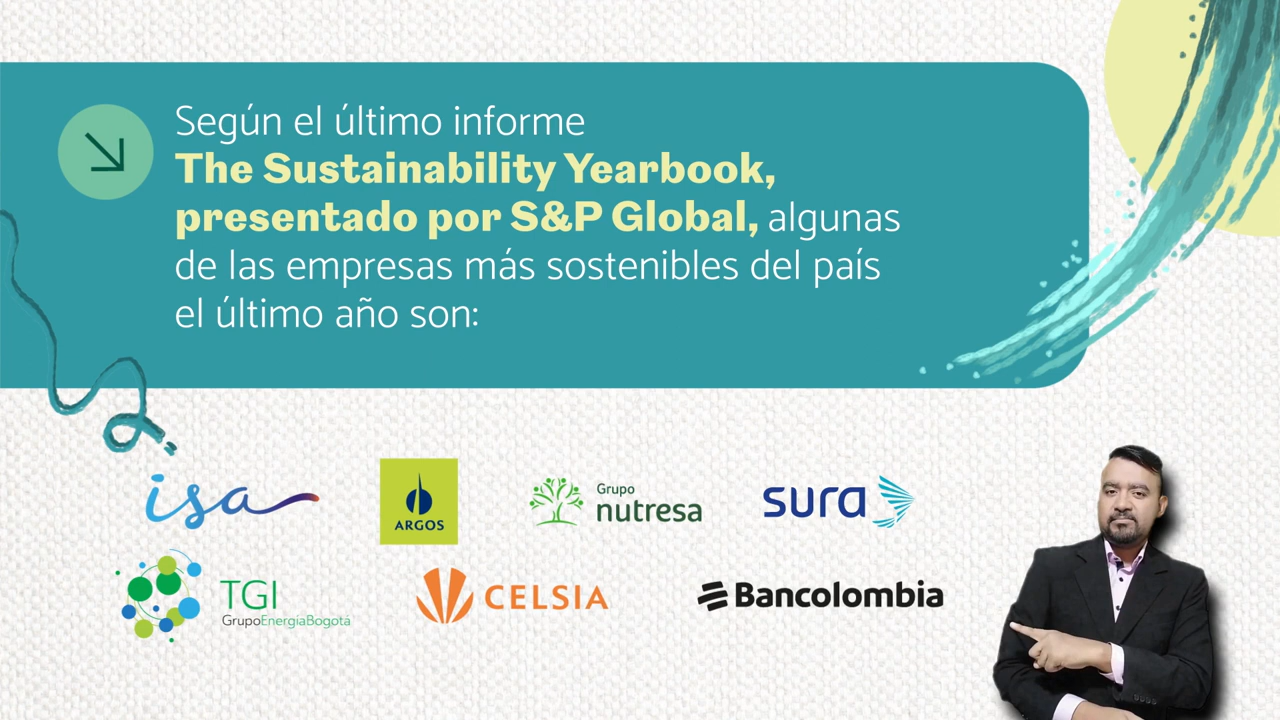 Según el último informe
The Sustainability Yearbook,
presentado por S&P Global, algunas
de las empresas más sostenibles del país
el último año son:
isa
ARGOS
Grupo
nutresa
sura
TGI
GrupoEnergíaBogotá
CELSIA
Bancolombia